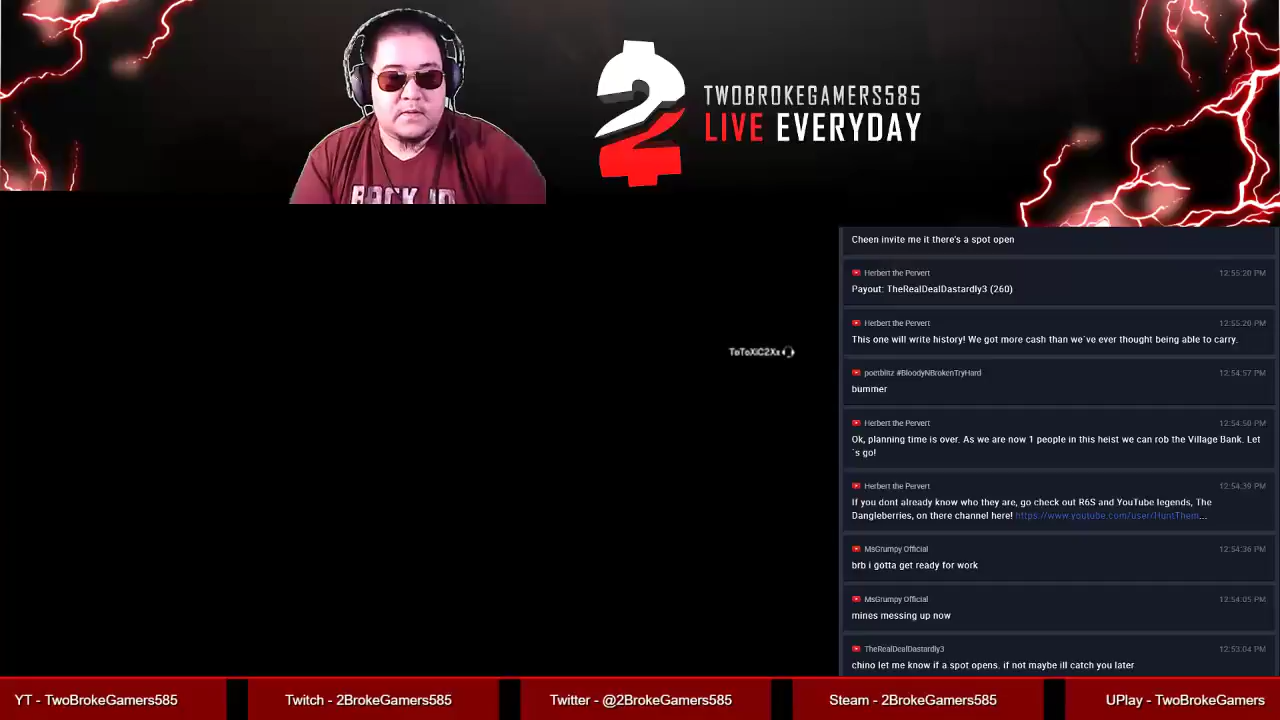 TWOBROKEGAMERS585
LIVE EVERYDAY
BACK IN
Cheen invite me it there's a spot open
Herbert the Pervert 12:55:20 PM
Payout: TheRealDealDastardly3 (260)
Herbert the Pervert 12:55:20 PM
This one will write history! We got more cash than we´ve ever thought being able to carry.
ToToXiC2Xx
poetblitz #BloodyNBrokenTryHard 12:54:57 PM
bummer
Herbert the Pervert 12:54:50 PM
Ok, planning time is over. As we are now 1 people in this heist we can rob the Village Bank. Let
´s go!
Herbert the Pervert 12:54:39 PM
If you dont already know who they are, go check out R6S and YouTube legends, The
Dangleberries, on there channel here! https://www.youtube.com/user/HuntThem...
MsGrumpy Official 12:54:36 PM
brb i gotta get ready for work
MsGrumpy Official 12:54:05 PM
mines messing up now
TheRealDealDastardly3 12:53:04 PM
chino let me know if a spot opens. if not maybe ill catch you later
YT - TwoBrokeGamers585
Twitch - 2BrokeGamers585
Twitter - @2BrokeGamers585
Steam - 2BrokeGamers585
UPlay - TwoBrokeGamers